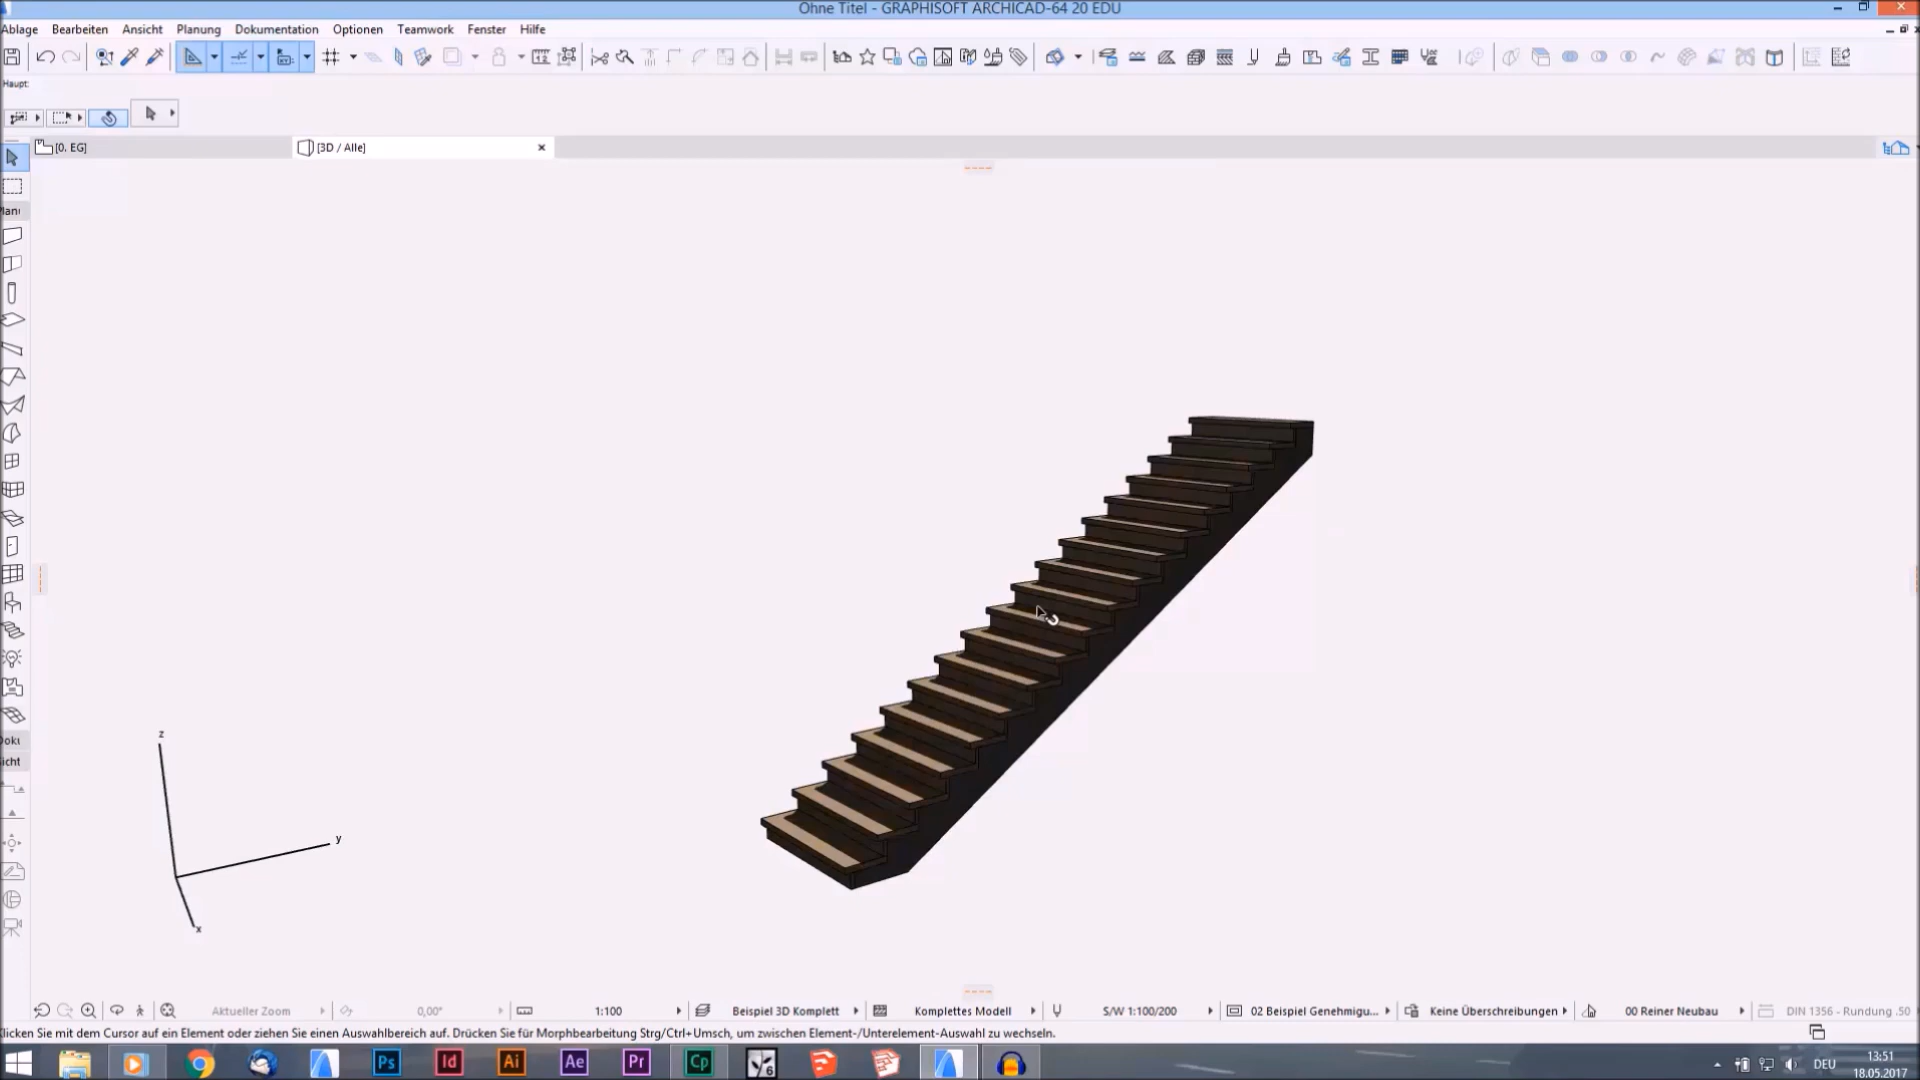 Ohne Titel - GRAPHISOFT ARCHICAD-64 20 EDU
Ablage Bearbeiten Ansicht Planung Dokumentation Optionen Teamwork Fenster Hilfe
Haupt:
[0. EG] [3D / Alle]
z
y
x
Aktueller Zoom 0,00° 1:100 Beispiel 3D Komplett Komplettes Modell S/W 1:100/200 02 Beispiel Genehmigu... Keine Überschreibungen 00 Reiner Neubau DIN 1356 - Rundung .50
licken Sie mit dem Cursor auf ein Element oder ziehen Sie einen Auswahlbereich auf. Drücken Sie für Morphbearbeitung Strg/Ctrl+Umsch, um zwischen Element-/Unterelement-Auswahl zu wechseln.
Ps Id Ai Ae Pr Cp 6 DEU 13:51
18.05.2017